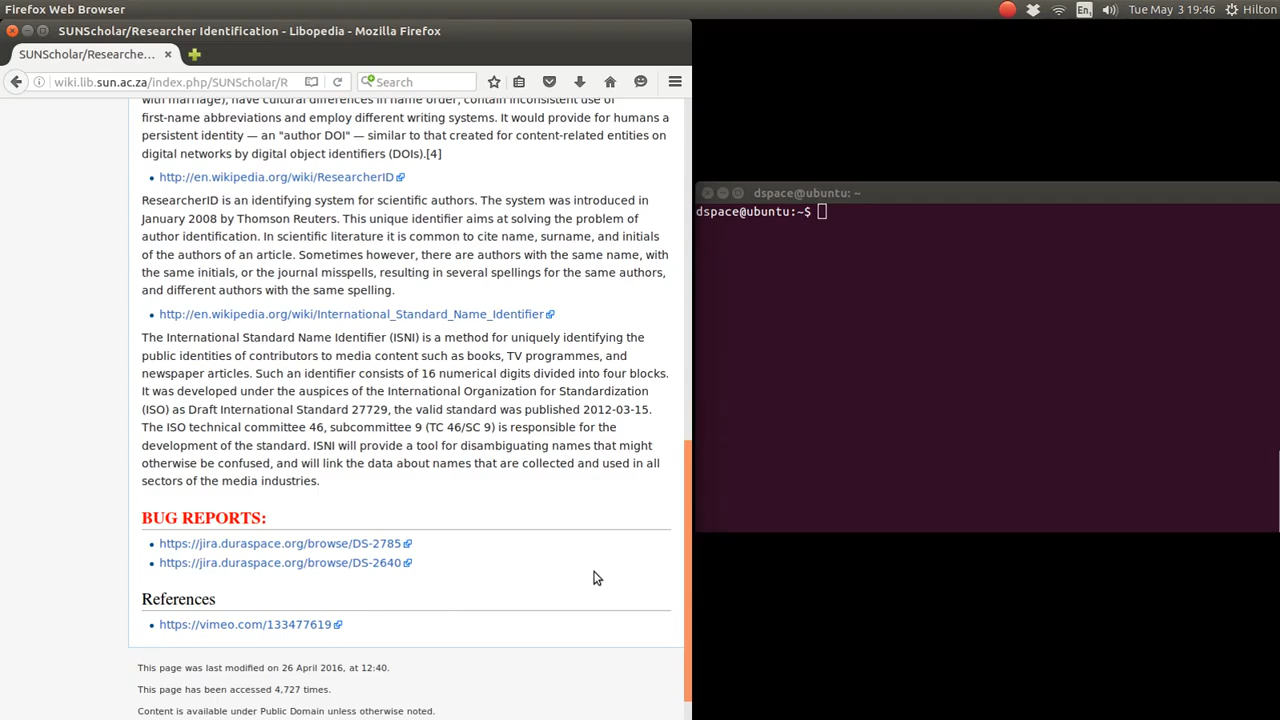 Firefox Web Browser
En1
Tue May 3 19:46
Hilton
SUNScholar/Researcher Identification - Libopedia - Mozilla Firefox
SUNScholar/Researche...
wiki.lib.sun.ac.za/index.php/SUNScholar/R
Search
with marriage), have cultural differences in name order, contain inconsistent use of
first-name abbreviations and employ different writing systems. It would provide for humans a
persistent identity — an "author DOI" — similar to that created for content-related entities on
digital networks by digital object identifiers (DOIs).[4]
http://en.wikipedia.org/wiki/ResearcherID
ResearcherID is an identifying system for scientific authors. The system was introduced in
January 2008 by Thomson Reuters. This unique identifier aims at solving the problem of
author identification. In scientific literature it is common to cite name, surname, and initials
of the authors of an article. Sometimes however, there are authors with the same name, with
the same initials, or the journal misspels, resulting in several spellings for the same authors,
and different authors with the same spelling.
http://en.wikipedia.org/wiki/International_Standard_Name_Identifier
The International Standard Name Identifier (ISNI) is a method for uniquely identifying the
public identities of contributors to media content such as books, TV programmes, and
newspaper articles. Such an identifier consists of 16 numerical digits divided into four blocks.
It was developed under the auspices of the International Organization for Standardization
(ISO) as Draft International Standard 27729, the valid standard was published 2012-03-15.
The ISO technical committee 46, subcommittee 9 (TC 46/SC 9) is responsible for the
development of the standard. ISNI will provide a tool for disambiguating names that might
otherwise be confused, and will link the data about names that are collected and used in all
sectors of the media industries.
BUG REPORTS:
https://jira.duraspace.org/browse/DS-2785
https://jira.duraspace.org/browse/DS-2640
References
https://vimeo.com/133477619
This page was last modified on 26 April 2016, at 12:40.
This page has been accessed 4,727 times.
Content is available under Public Domain unless otherwise noted.
dspace@ubuntu: ~
dspace@ubuntu:~$